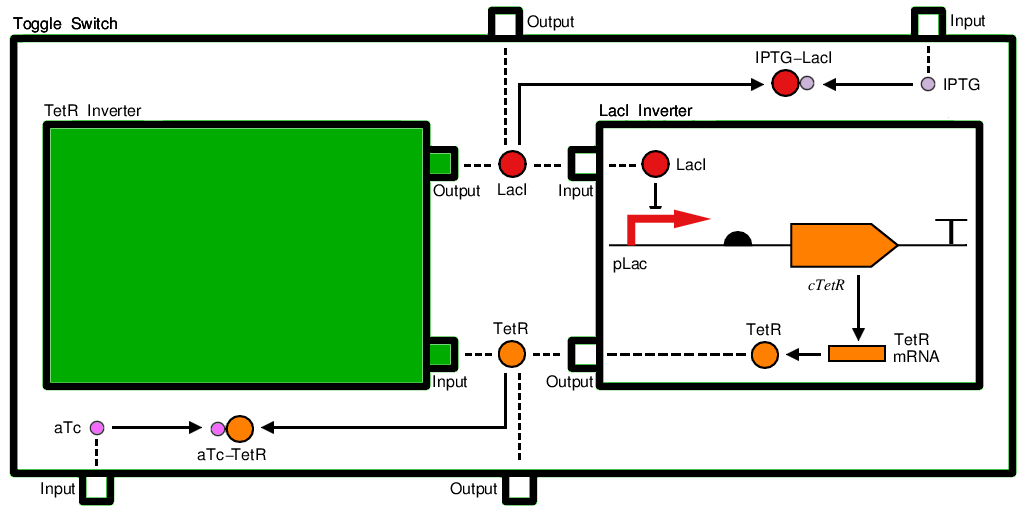 Toggle Switch
Output
Input
IPTG-LacI
IPTG
TetR Inverter
LacI Inverter
Output
LacI
Input
LacI
pLac
cTetR
TetR
TetR
TetR
mRNA
Input
Output
aTc
aTc-TetR
Input
Output